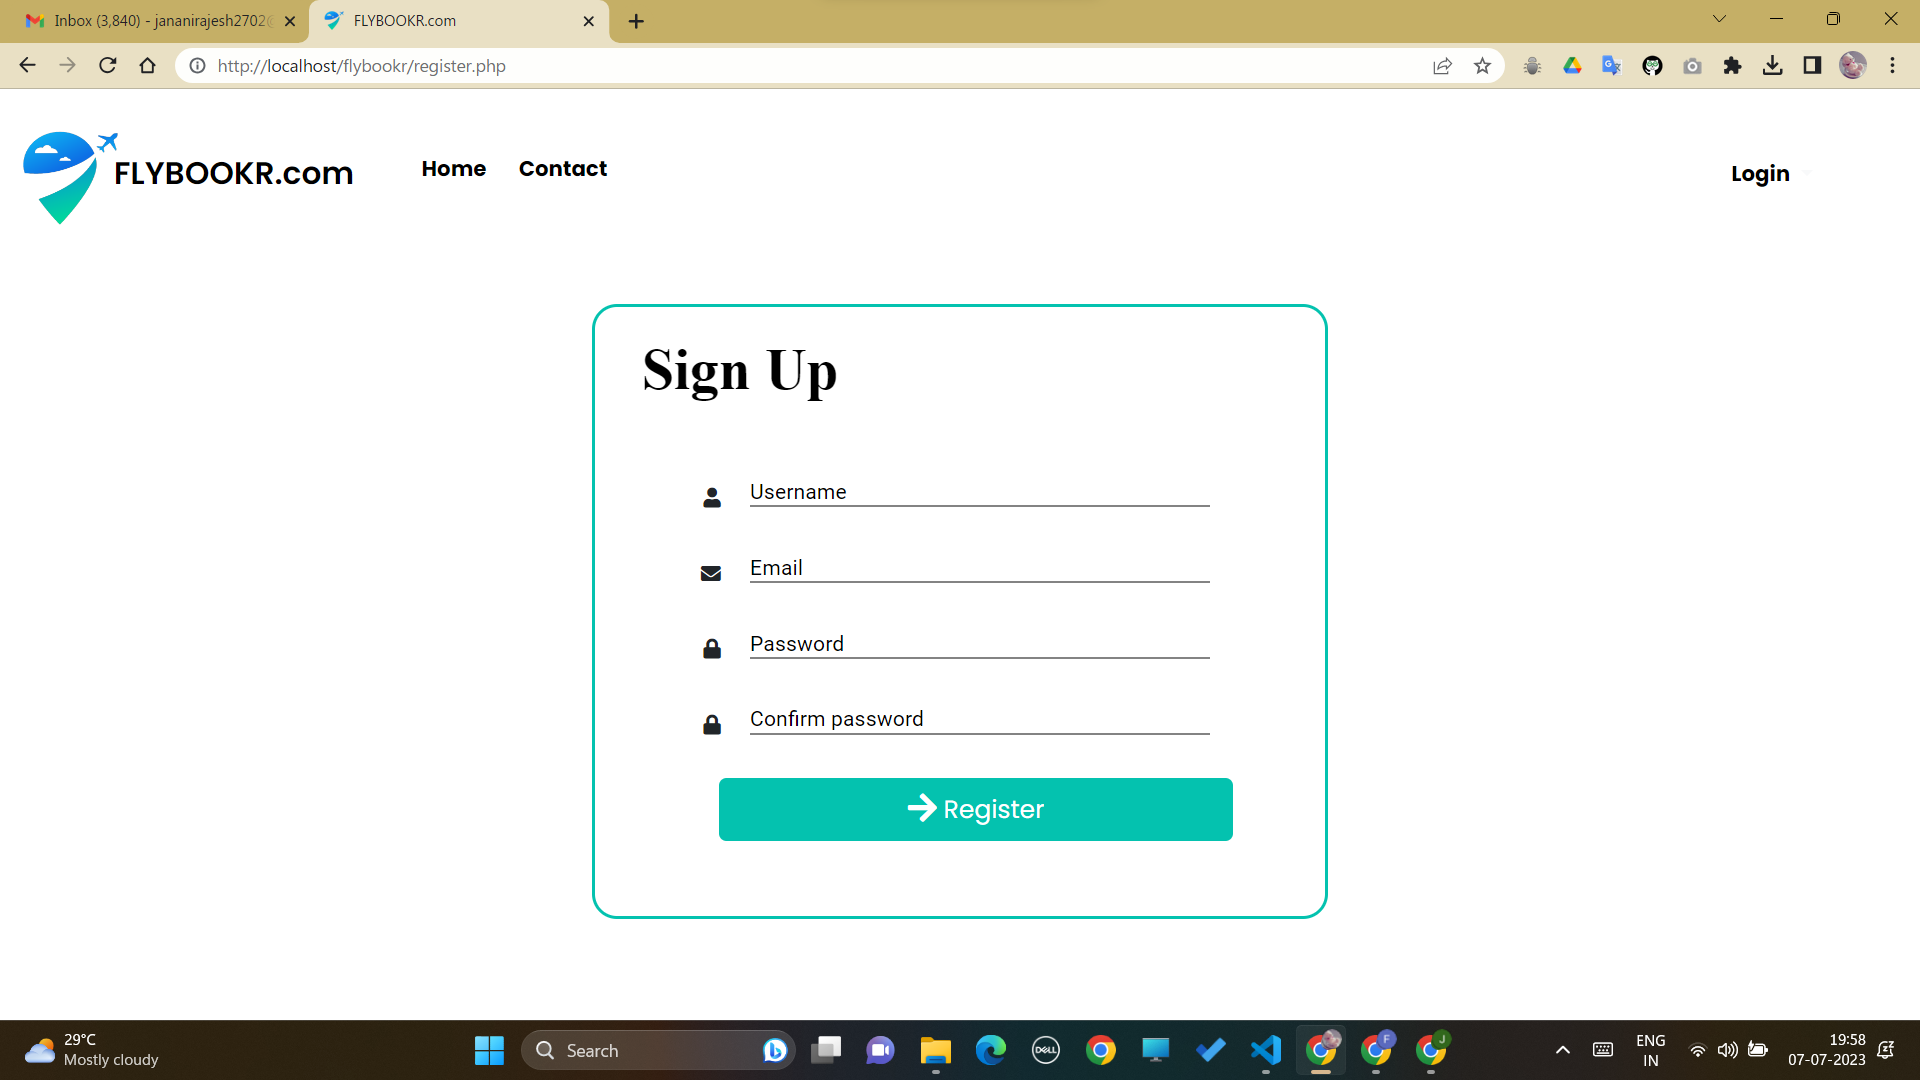 Inbox (3,840) - jananirajesh2702@
FLYBOOKR.com
http://localhost/flybookr/register.php
FLYBOOKR.com
Home
Contact
Login
Sign Up
Username
Email
Password
Confirm password
Register
29°C
Mostly cloudy
Search
DELL
F
J
ENG
IN
19:58
07-07-2023